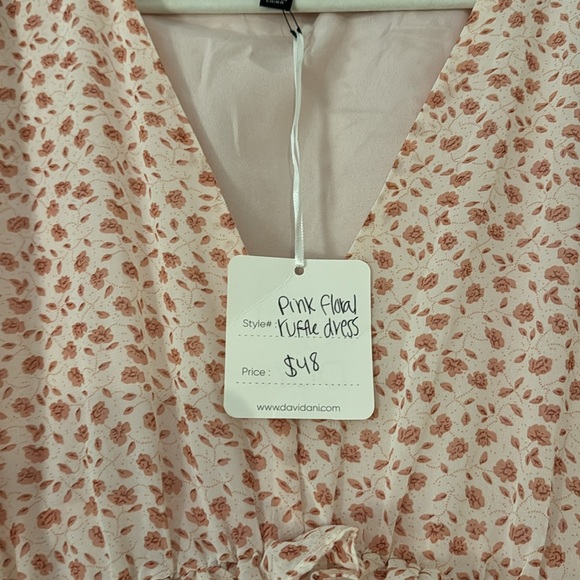 Pink floral
Style#: ruffle dress
Price: $48
www.davidani.com